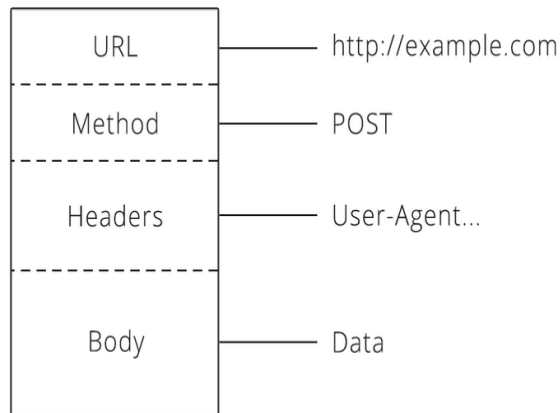 URL http://example.com
Method POST
Headers User-Agent...
Body Data